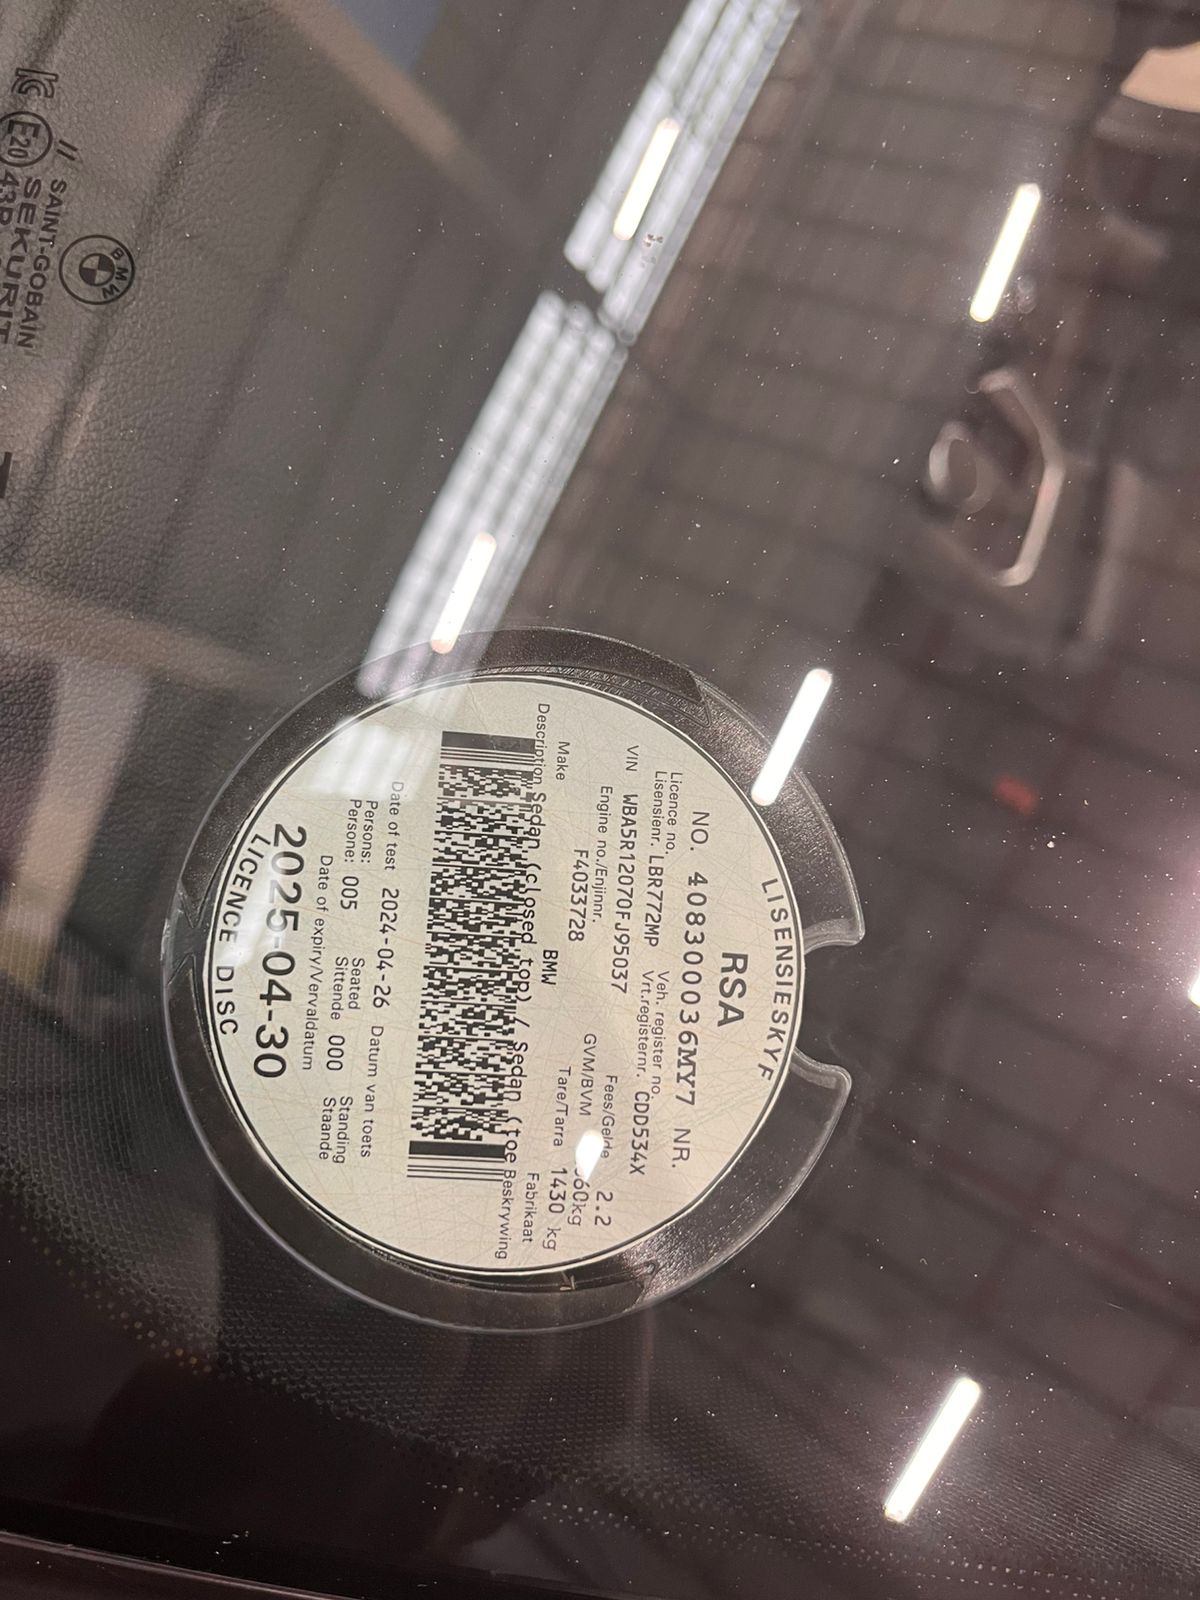 LISENSIESKYF
RSA
NO. 40830036MY7 NR.
Licence no. Veh. register no.
Lisensienr. LBR772MP Vrt.registernr. CDD534X
VIN WBA5R12070FJ95037 Fees/Gelde 2.2
Engine no./Enjinnr. GVM/BVM
F4033728 Tare/Tarra 1430 kg
Make BMW Fabrikaat
Description Sedan (closed top) / Sedan (toe Beskrywing
Date of test 2024-04-26 Datum van toets
Persons: Seated Standing
Persone: 005 Sittende 000 Staande
Date of expiry/Vervaldatum
2025-04-30
LICENCE DISC
BMW
SAINT-GOBAIN
SEKURIT
E20